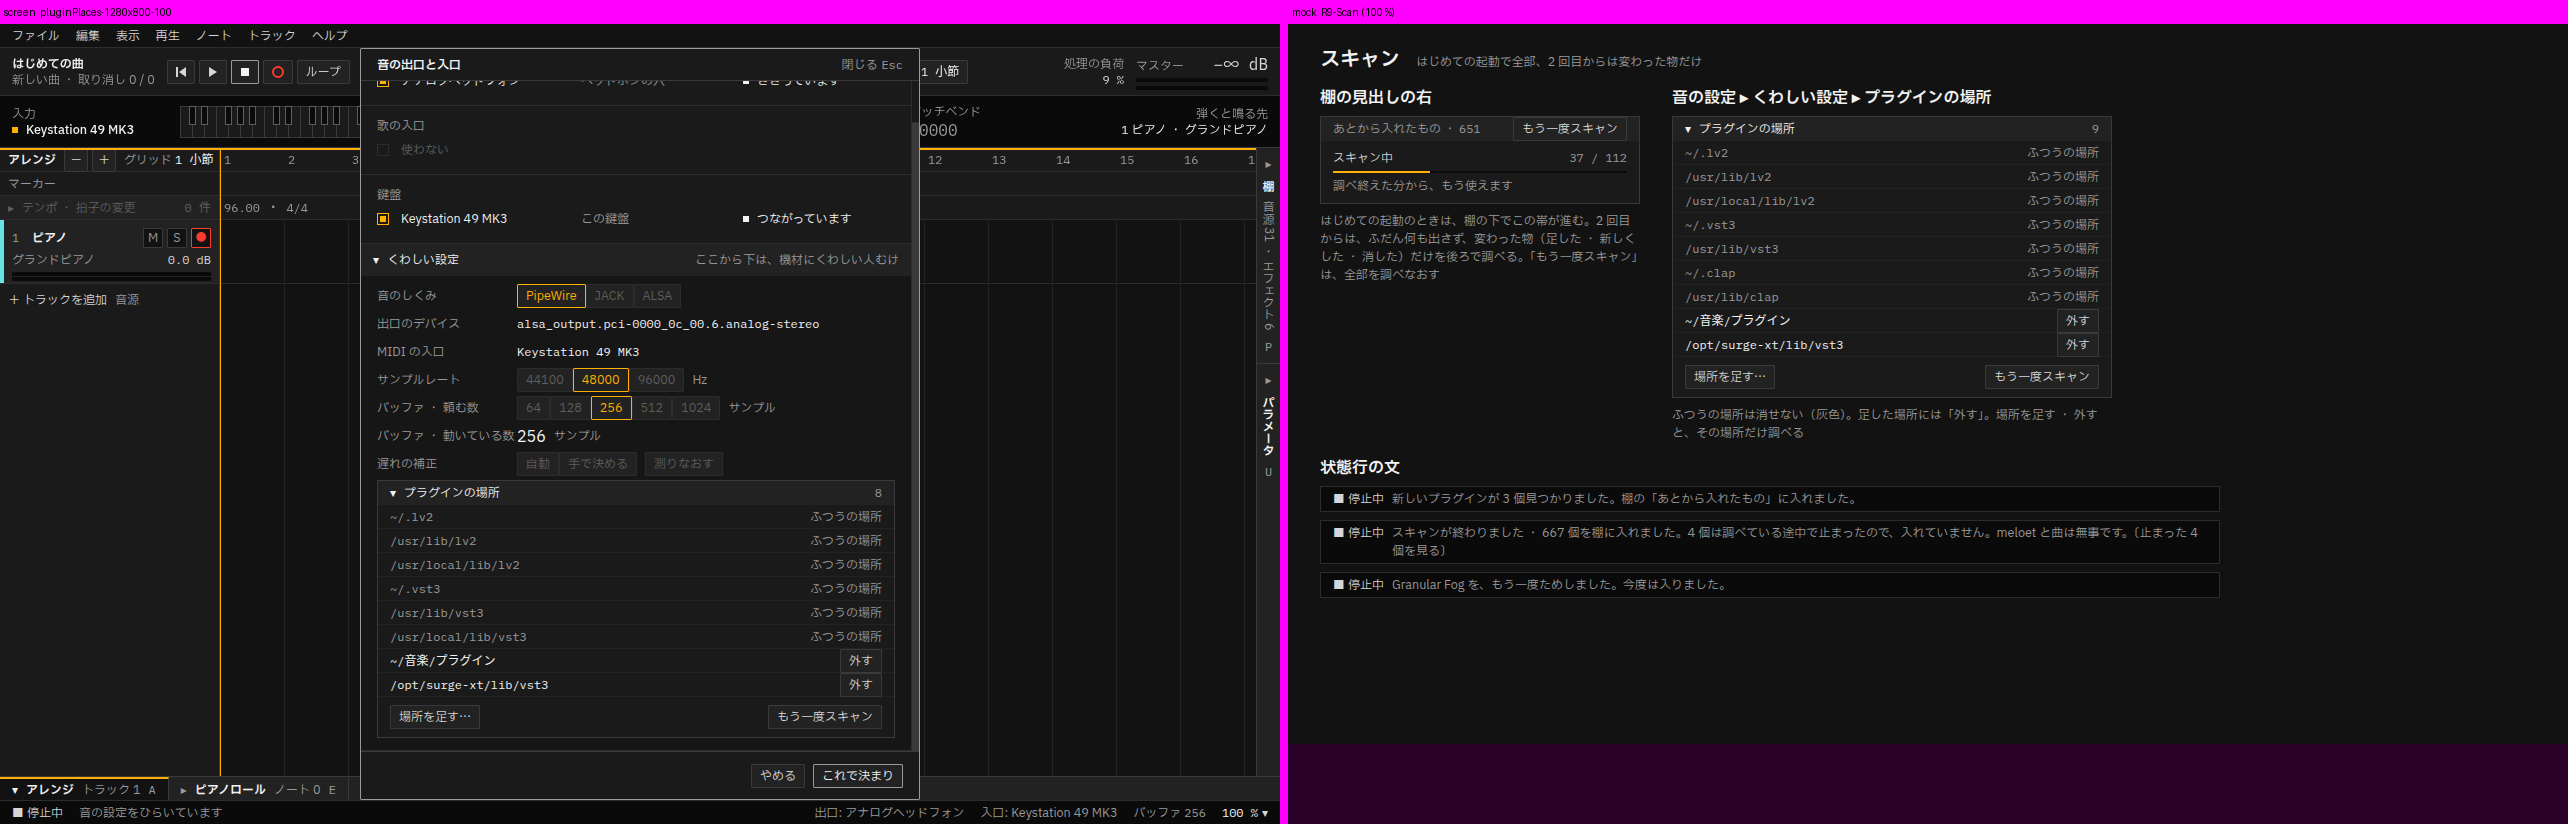 screen pluginPlaces-1280x800-100
ファイル 編集 表示 再生 ノート トラック ヘルプ
はじめての曲
新しい曲 ・ 取り消し 0 / 0
ループ
音の出口と入口
閉じる Esc
1 小節
処理の負荷
9 %
マスター
−∞ dB
入力
Keystation 49 MK3
ッチベンド
0000
弾くと鳴る先
1 ピアノ ・ グランドピアノ
アレンジ − + グリッド 1 小節
1 2 3 12 13 14 15 16 1
マーカー
▸ テンポ ・ 拍子の変更 0 件
96.00 ・ 4/4
1 ピアノ M S
グランドピアノ 0.0 dB
+ トラックを追加 音源
歌の入口
使わない
鍵盤
Keystation 49 MK3 この鍵盤 つながっています
▾ くわしい設定 ここから下は、機材にくわしい人むけ
音のしくみ PipeWire JACK ALSA
出口のデバイス alsa_output.pci-0000_0c_00.6.analog-stereo
MIDI の入口 Keystation 49 MK3
サンプルレート 44100 48000 96000 Hz
バッファ ・ 頼む数 64 128 256 512 1024 サンプル
バッファ ・ 動いている数 256 サンプル
遅れの補正 自動 手で決める 測りなおす
▾ プラグインの場所 8
~/.lv2 ふつうの場所
/usr/lib/lv2 ふつうの場所
/usr/local/lib/lv2 ふつうの場所
~/.vst3 ふつうの場所
/usr/lib/vst3 ふつうの場所
/usr/local/lib/vst3 ふつうの場所
~/音楽/プラグイン 外す
/opt/surge-xt/lib/vst3 外す
場所を足す… もう一度スキャン
やめる これで決まり
▸ 棚 音源31 ・ エフェクト6 P
▸ パラメータ U
▾ アレンジ トラック 1 A ▸ ピアノロール ノート 0 E
■ 停止中 音の設定をひらいています
出口: アナログヘッドフォン 入口: Keystation 49 MK3 バッファ 256 100 % ▾
mock R9-Scan (100%)
スキャン はじめての起動で全部、2 回目からは変わった物だけ
棚の見出しの右
あとから入れたもの ・ 651 もう一度スキャン
スキャン中 37 / 112
調べ終えた分から、もう使えます
はじめての起動のときは、棚の下でこの帯が進む。2 回目
からは、ふだん何も出さず、変わった物（足した ・ 新しく
した ・ 消した）だけを後ろで調べる。「もう一度スキャン」
は、全部を調べなおす
音の設定 ▸ くわしい設定 ▸ プラグインの場所
▾ プラグインの場所 9
~/.lv2 ふつうの場所
/usr/lib/lv2 ふつうの場所
/usr/local/lib/lv2 ふつうの場所
~/.vst3 ふつうの場所
/usr/lib/vst3 ふつうの場所
~/.clap ふつうの場所
/usr/lib/clap ふつうの場所
~/音楽/プラグイン 外す
/opt/surge-xt/lib/vst3 外す
場所を足す… もう一度スキャン
ふつうの場所は消せない（灰色）。足した場所には「外す」。場所を足す ・ 外す
と、その場所だけ調べる
状態行の文
■ 停止中 新しいプラグインが 3 個見つかりました。棚の「あとから入れたもの」に入れました。
■ 停止中 スキャンが終わりました ・ 667 個を棚に入れました。4 個は調べている途中で止まったので、入れていません。meloet と曲は無事です。〔止まった 4
個を見る〕
■ 停止中 Granular Fog を、もう一度ためしました。今度は入りました。